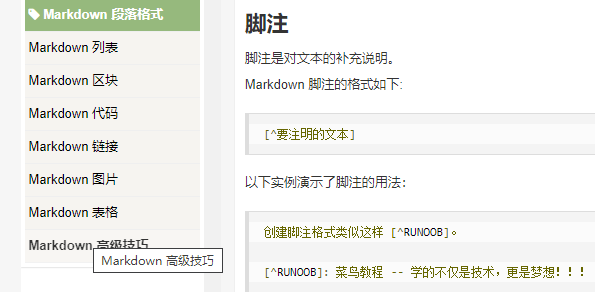 Markdown 段落格式
Markdown 列表
Markdown 区块
Markdown 代码
Markdown 链接
Markdown 图片
Markdown 表格
Markdown 高级技巧
Markdown 高级技巧
脚注
脚注是对文本的补充说明。
Markdown 脚注的格式如下:
[^要注明的文本]
以下实例演示了脚注的用法：
创建脚注格式类似这样 [^RUNOOB]。
[^RUNOOB]: 菜鸟教程 -- 学的不仅是技术，更是梦想！！！